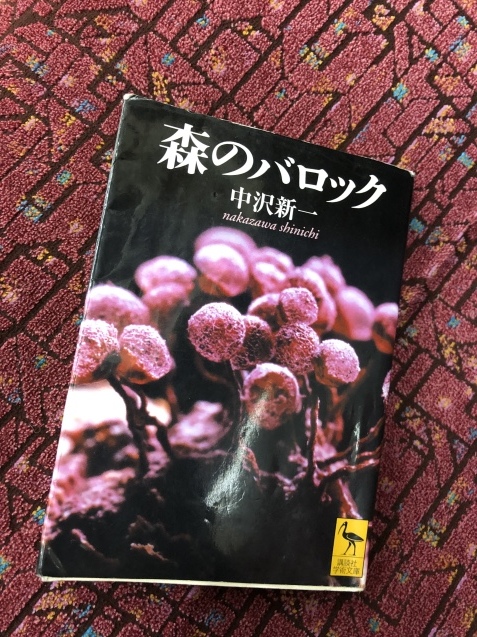 森のバロック
中沢新一
nakazawa shinichi
講談社
学術文庫